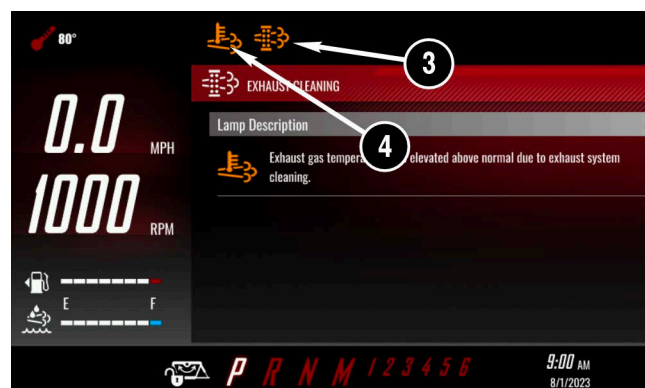 80°
3
EXHAUST CLEANING
Lamp Description
4
0.0 MPH
Exhaust gas elevated above normal due to exhaust system
cleaning.
1000 RPM
E F
P R N M 1 2 3 4 5 6
9:00 AM
8/1/2023